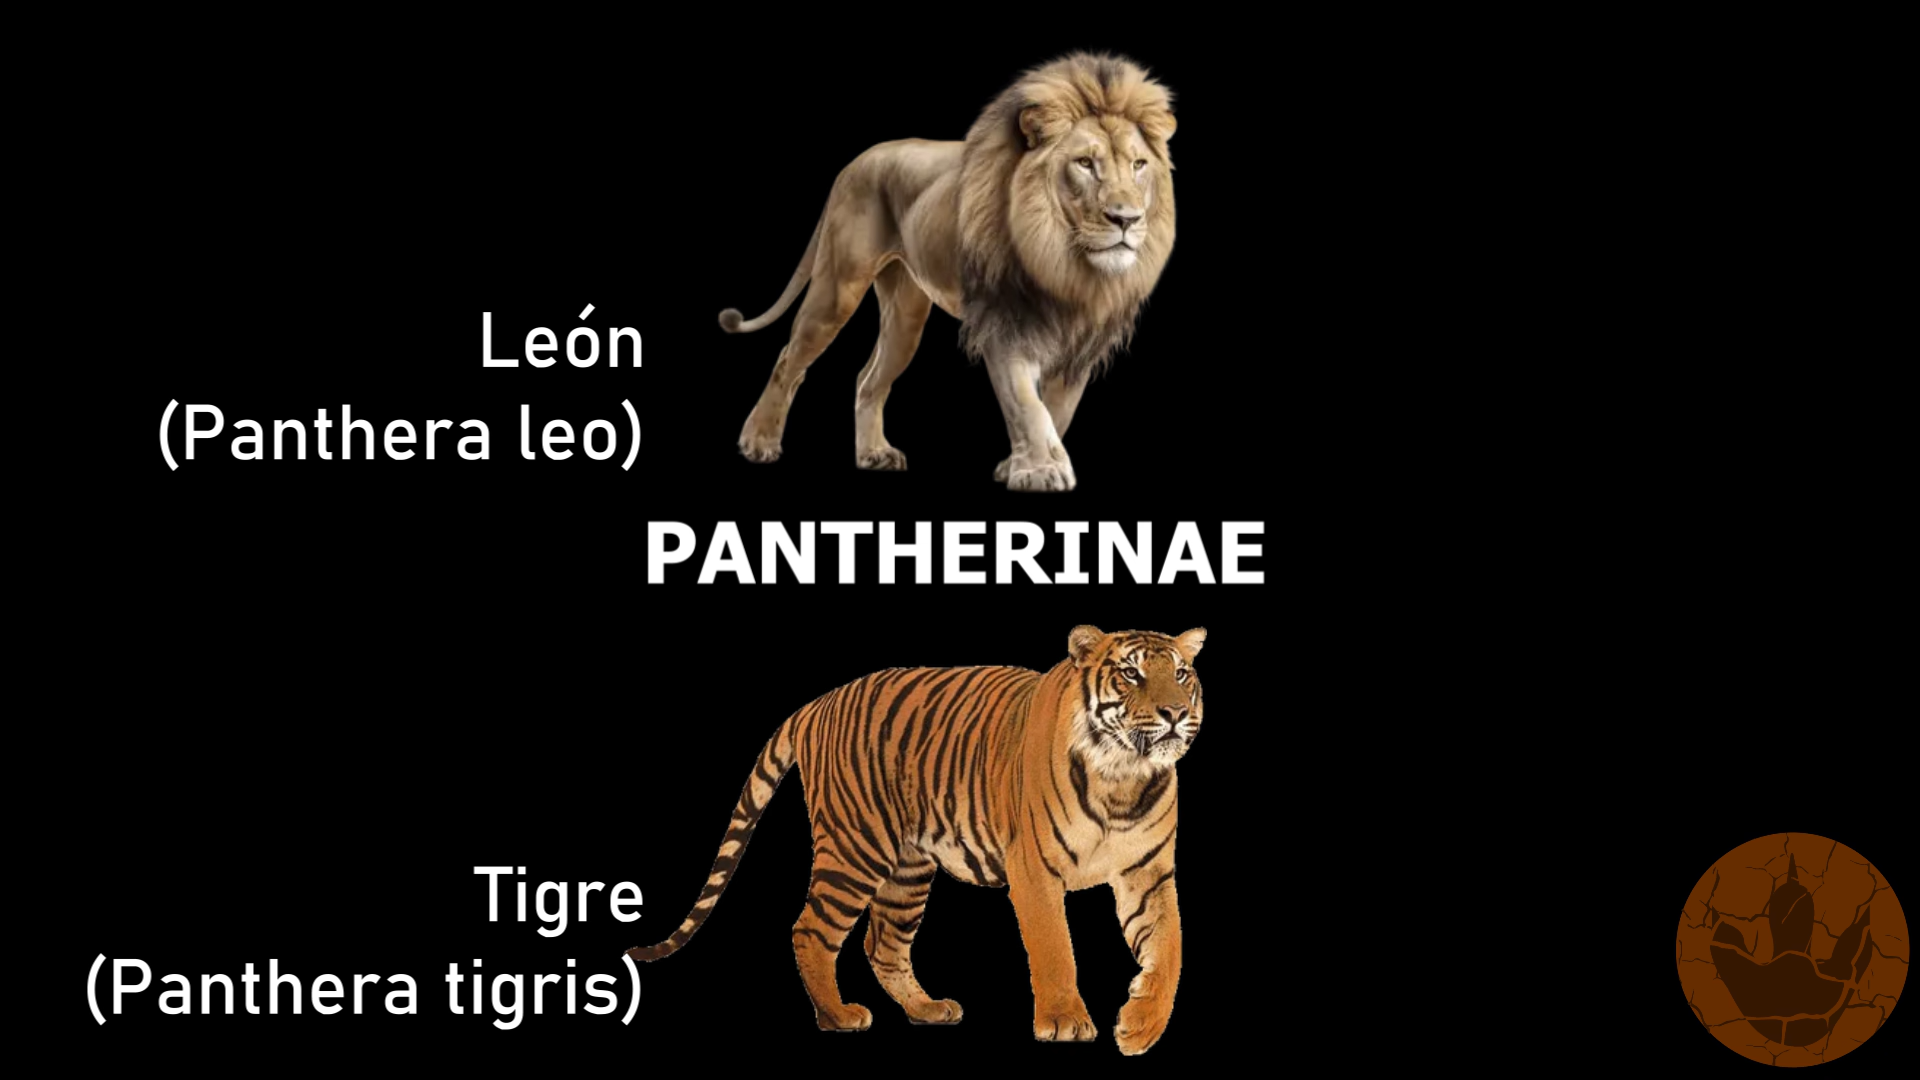 León
(Panthera leo)
PANTHERINAE
Tigre
(Panthera tigris)